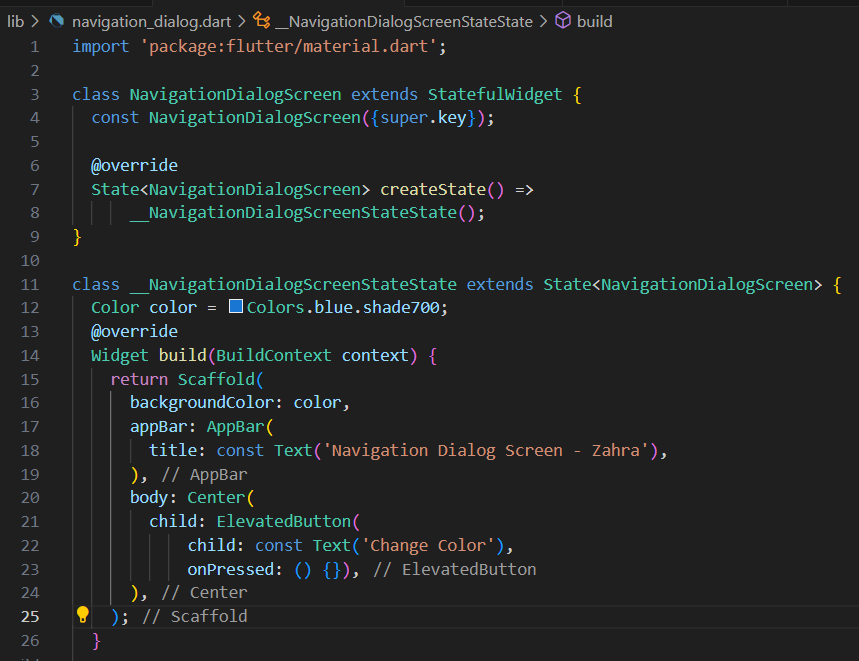 lib > navigation_dialog.dart > __NavigationDialogScreenStateState > build
1 import 'package:flutter/material.dart';
2
3 class NavigationDialogScreen extends StatefulWidget {
4   const NavigationDialogScreen({super.key});
5
6   @override
7   State<NavigationDialogScreen> createState() =>
8       __NavigationDialogScreenStateState();
9 }
10
11 class __NavigationDialogScreenStateState extends State<NavigationDialogScreen> {
12   Color color = Colors.blue.shade700;
13   @override
14   Widget build(BuildContext context) {
15     return Scaffold(
16       backgroundColor: color,
17       appBar: AppBar(
18         title: const Text('Navigation Dialog Screen - Zahra'),
19       ), // AppBar
20       body: Center(
21         child: ElevatedButton(
22             child: const Text('Change Color'),
23             onPressed: () {}), // ElevatedButton
24       ), // Center
25     ); // Scaffold
26   }